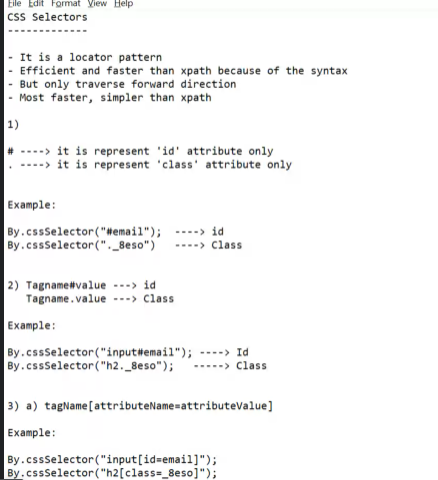 File Edit Format View Help
CSS Selectors
-------------
- It is a locator pattern
- Efficient and faster than xpath because of the syntax
- But only traverse forward direction
- Most faster, simpler than xpath
1)
# ----> it is represent 'id' attribute only
. ----> it is represent 'class' attribute only
Example:
By.cssSelector("#email"); ----> id
By.cssSelector("._8eso") ----> Class
2) Tagname#value ---> id
Tagname.value ---> Class
Example:
By.cssSelector("input#email"); ----> Id
By.cssSelector("h2._8eso"); -----> Class
3) a) tagName[attributeName=attributeValue]
Example:
By.cssSelector("input[id=email]");
By.cssSelector("h2[class=_8eso]");